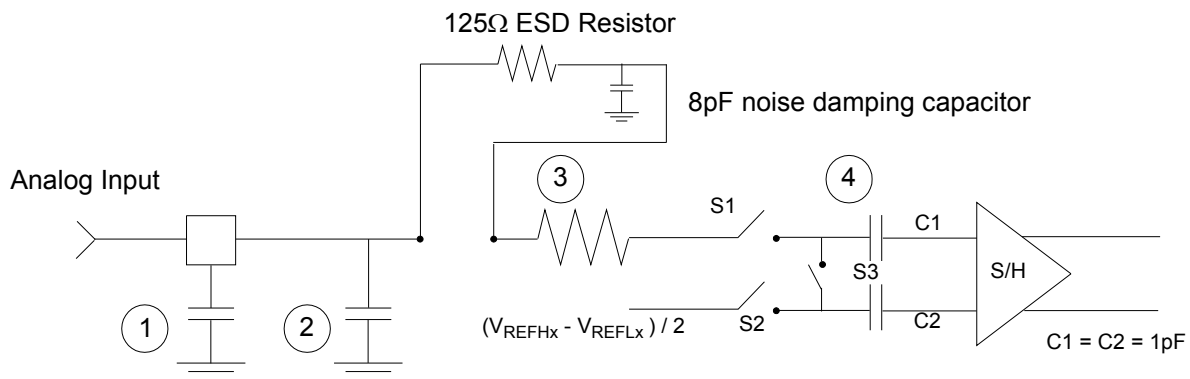 125Ω ESD Resistor
8pF noise damping capacitor
Analog Input
3
4
S1
C1
S3
S/H
1
2
(VREFHx - VREFLx ) / 2
S2
C2
C1 = C2 = 1pF